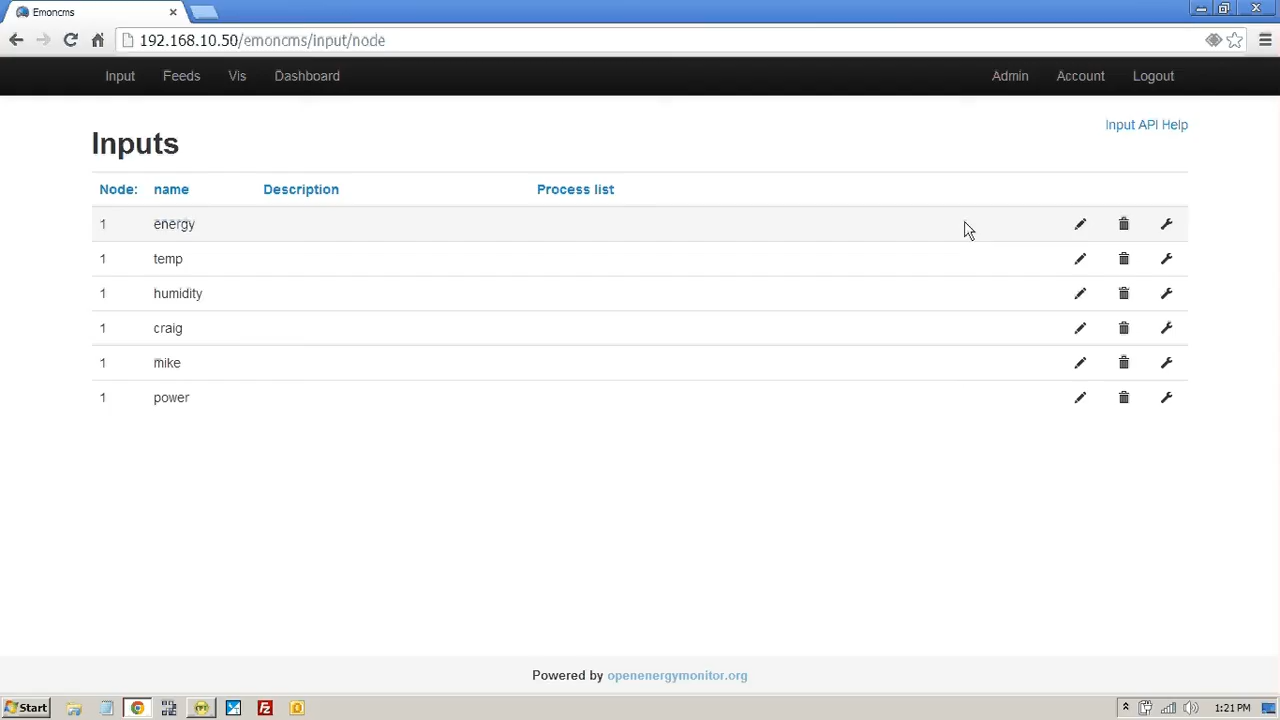 Emoncms
192.168.10.50/emoncms/input/node
Input Feeds Vis Dashboard Admin Account Logout
Input API Help
Inputs
Node: name Description Process list
1 energy
1 temp
1 humidity
1 craig
1 mike
1 power
Powered by openenergymonitor.org
Start 1:21 PM